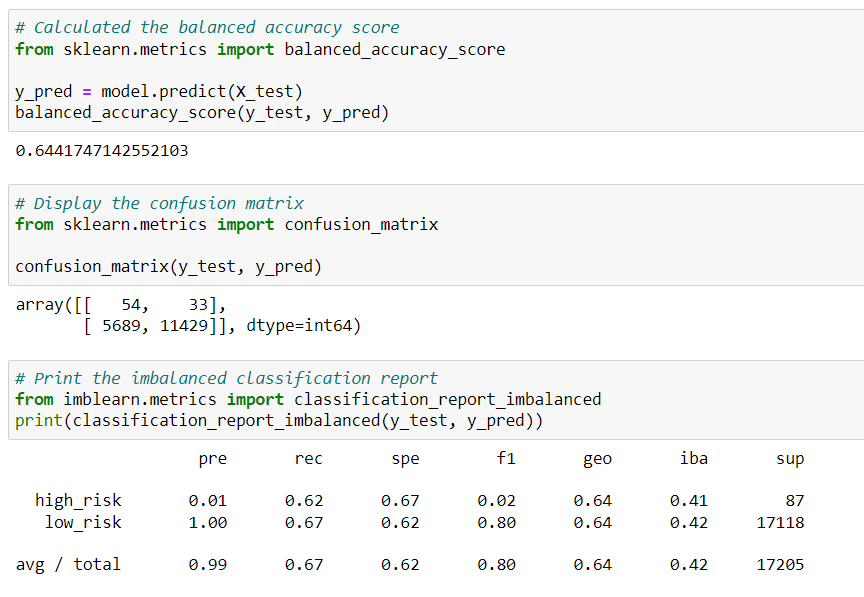 # Calculated the balanced accuracy score
from sklearn.metrics import balanced_accuracy_score
y_pred = model.predict(X_test)
balanced_accuracy_score(y_test, y_pred)
0.6441747142552103
# Display the confusion matrix
from sklearn.metrics import confusion_matrix
confusion_matrix(y_test, y_pred)
array([[   54,    33],
       [ 5689, 11429]], dtype=int64)
# Print the imbalanced classification report
from imblearn.metrics import classification_report_imbalanced
print(classification_report_imbalanced(y_test, y_pred))
pre rec spe f1 geo iba sup
high_risk 0.01 0.62 0.67 0.02 0.64 0.41 87
low_risk 1.00 0.67 0.62 0.80 0.64 0.42 17118
avg / total 0.99 0.67 0.62 0.80 0.64 0.42 17205